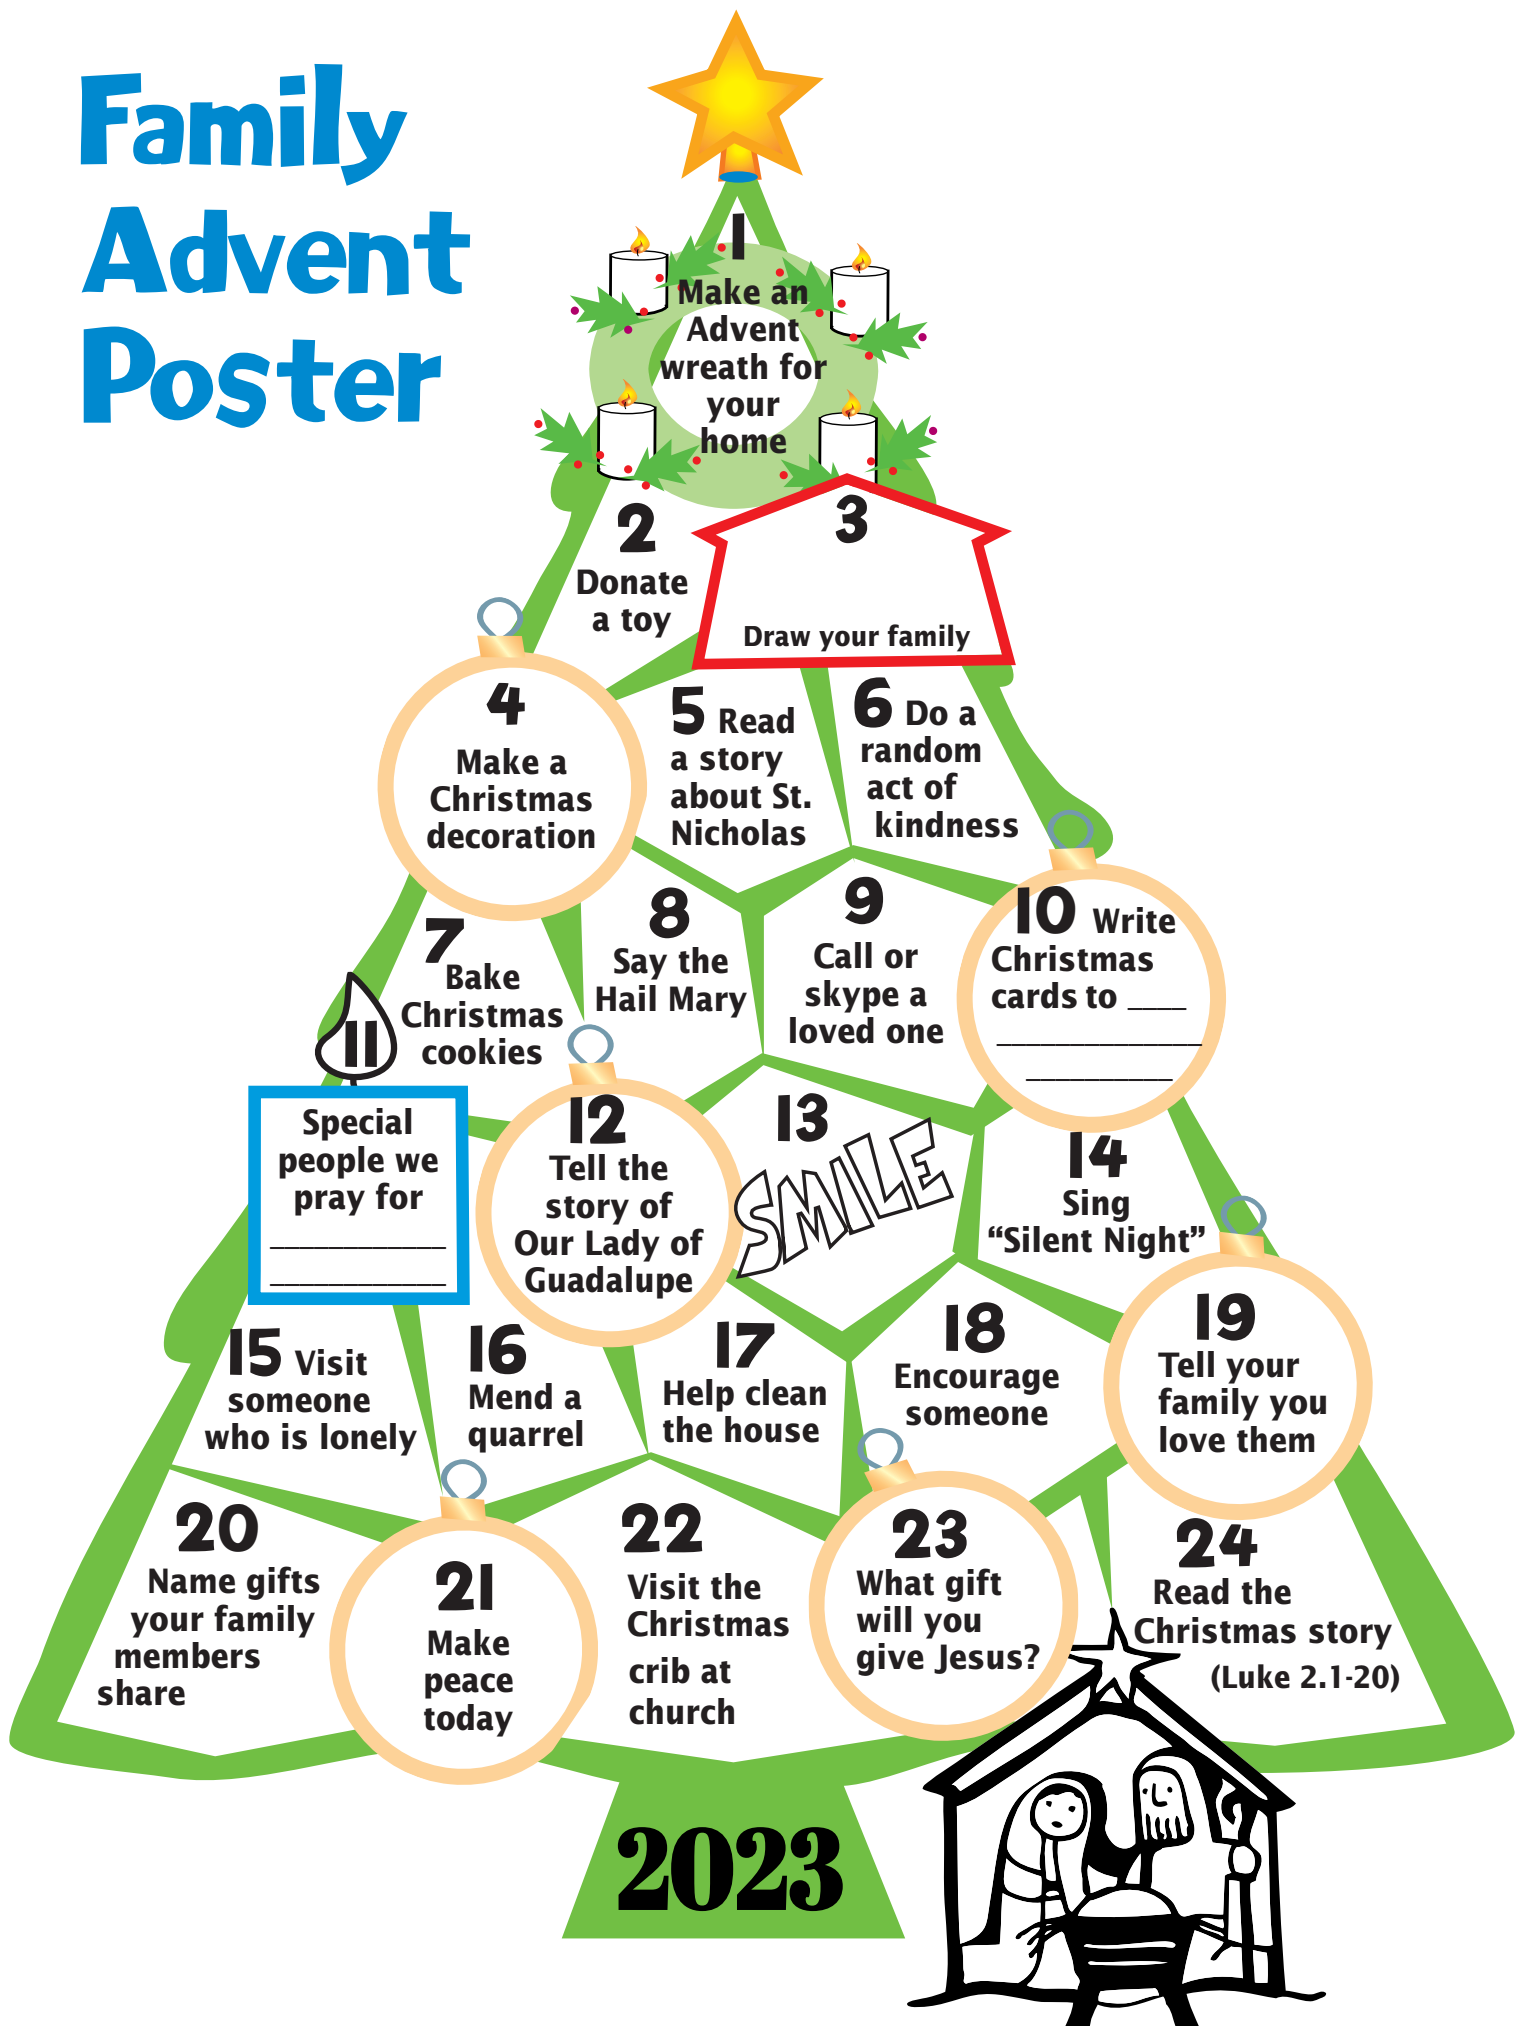 Family
Advent
Poster
1
Make an
Advent
wreath for
your
home
2
Donate
a toy
3
Draw your family
4
Make a
Christmas
decoration
5 Read
a story
about St.
Nicholas
6 Do a
random
act of
kindness
7
Bake
Christmas
cookies
8
Say the
Hail Mary
9
Call or
skype a
loved one
10 Write
Christmas
cards to ____
______________
__________
11
Special
people we
pray for
____________
____________
12
Tell the
story of
Our Lady of
Guadalupe
13
SMILE
14
Sing
“Silent Night”
15 Visit
someone
who is lonely
16
Mend a
quarrel
17
Help clean
the house
18
Encourage
someone
19
Tell your
family you
love them
20
Name gifts
your family
members
share
21
Make
peace
today
22
Visit the
Christmas
crib at
church
23
What gift
will you
give Jesus?
24
Read the
Christmas story
(Luke 2.1-20)
2023